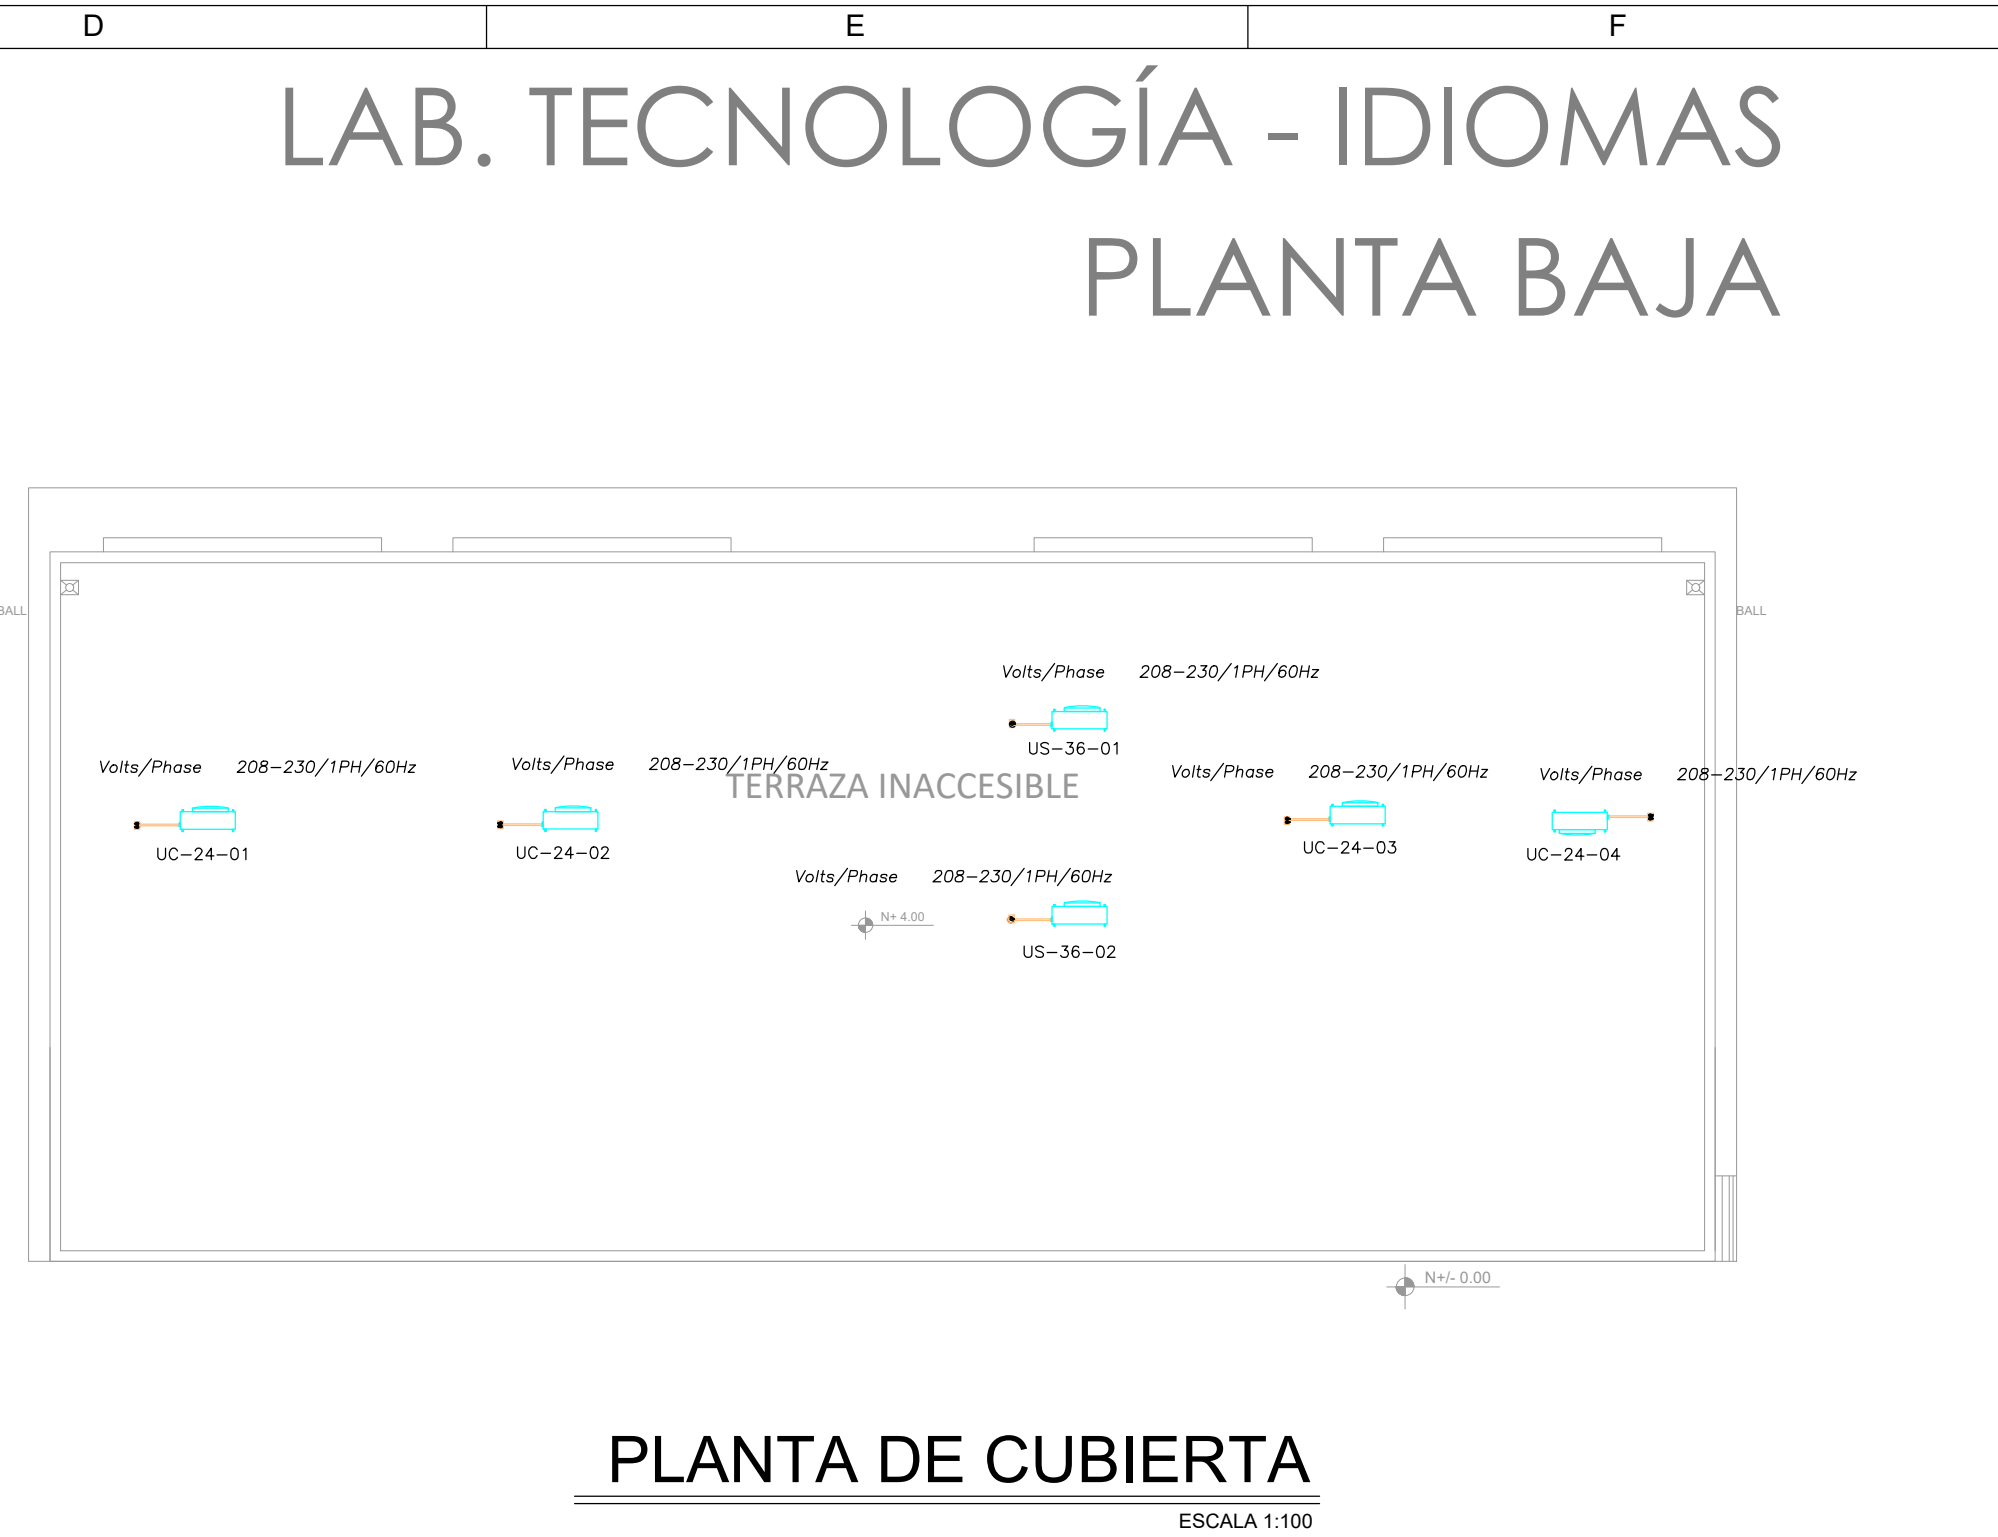 D E F
LAB. TECNOLOGÍA - IDIOMAS
PLANTA BAJA
BALL BALL
Volts/Phase 208-230/1PH/60Hz
US-36-01
Volts/Phase 208-230/1PH/60Hz
Volts/Phase 208-230/1PH/60Hz
TERRAZA INACCESIBLE
Volts/Phase 208-230/1PH/60Hz
Volts/Phase 208-230/1PH/60Hz
UC-24-01
UC-24-02
UC-24-03
UC-24-04
Volts/Phase 208-230/1PH/60Hz
N+ 4.00
US-36-02
N+/- 0.00
PLANTA DE CUBIERTA
ESCALA 1:100